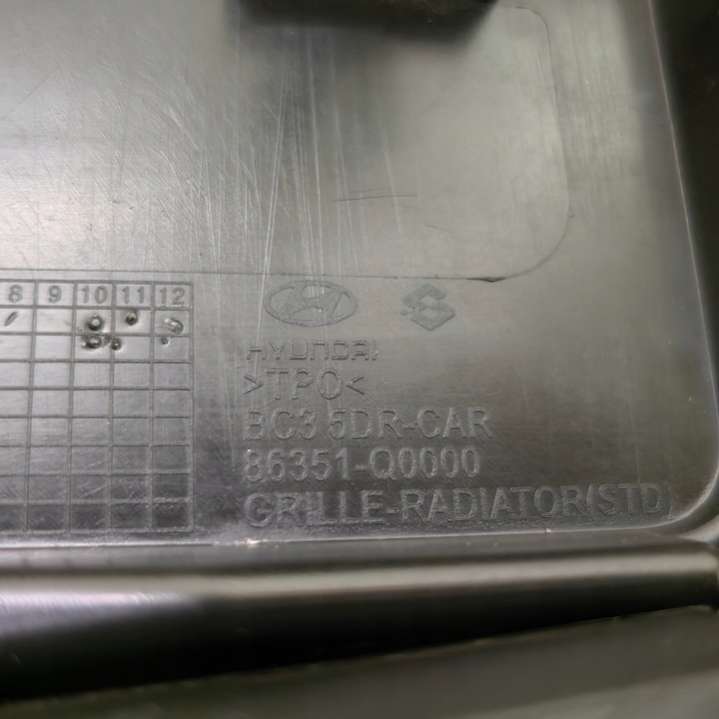 8 9 10 11 12
HYUNDAI
>TPO<
BC3 5DR-CAR
86351-Q0000
GRILLE-RADIATOR(STD)